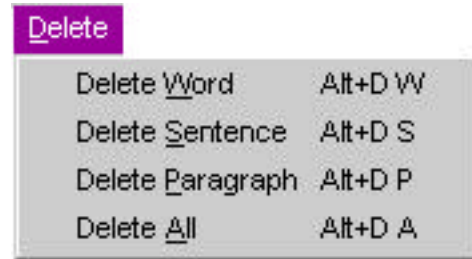 Delete
Delete Word Alt+D W
Delete Sentence Alt+D S
Delete Paragraph Alt+D P
Delete All Alt+D A